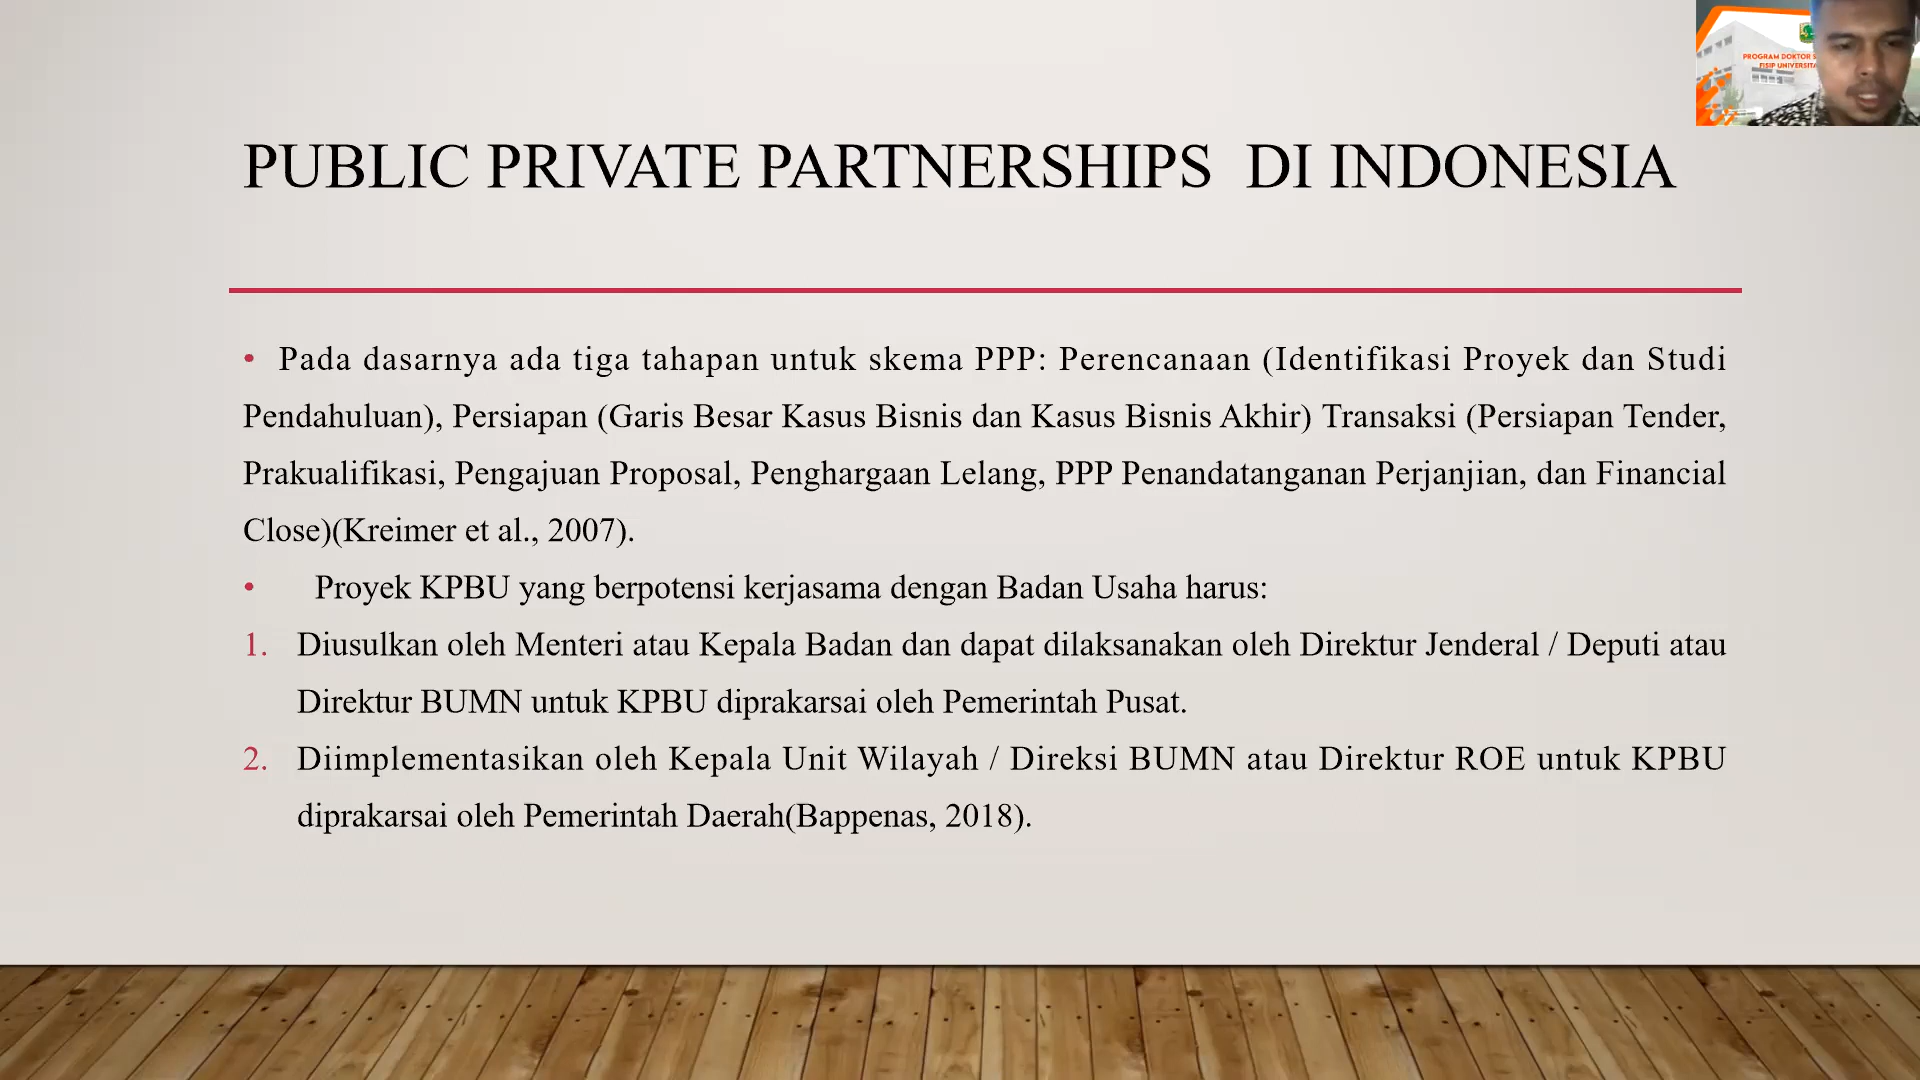 PROGRAM DOKTOR
FISIP
PUBLIC PRIVATE PARTNERSHIPS DI INDONESIA
• Pada dasarnya ada tiga tahapan untuk skema PPP: Perencanaan (Identifikasi Proyek dan Studi
Pendahuluan), Persiapan (Garis Besar Kasus Bisnis dan Kasus Bisnis Akhir) Transaksi (Persiapan Tender,
Prakualifikasi, Pengajuan Proposal, Penghargaan Lelang, PPP Penandatanganan Perjanjian, dan Financial
Close)(Kreimer et al., 2007).
• Proyek KPBU yang berpotensi kerjasama dengan Badan Usaha harus:
1. Diusulkan oleh Menteri atau Kepala Badan dan dapat dilaksanakan oleh Direktur Jenderal / Deputi atau
Direktur BUMN untuk KPBU diprakarsai oleh Pemerintah Pusat.
2. Diimplementasikan oleh Kepala Unit Wilayah / Direksi BUMN atau Direktur ROE untuk KPBU
diprakarsai oleh Pemerintah Daerah(Bappenas, 2018).